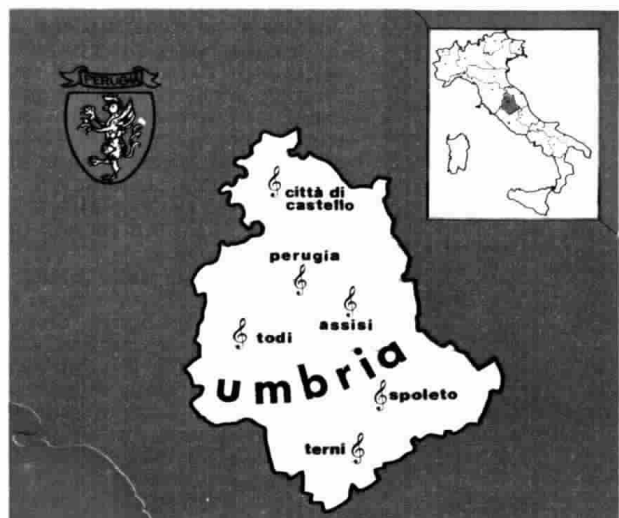 PERUGIA
città di
castello
perugia
assisi
todi
umbria
spoleto
terni